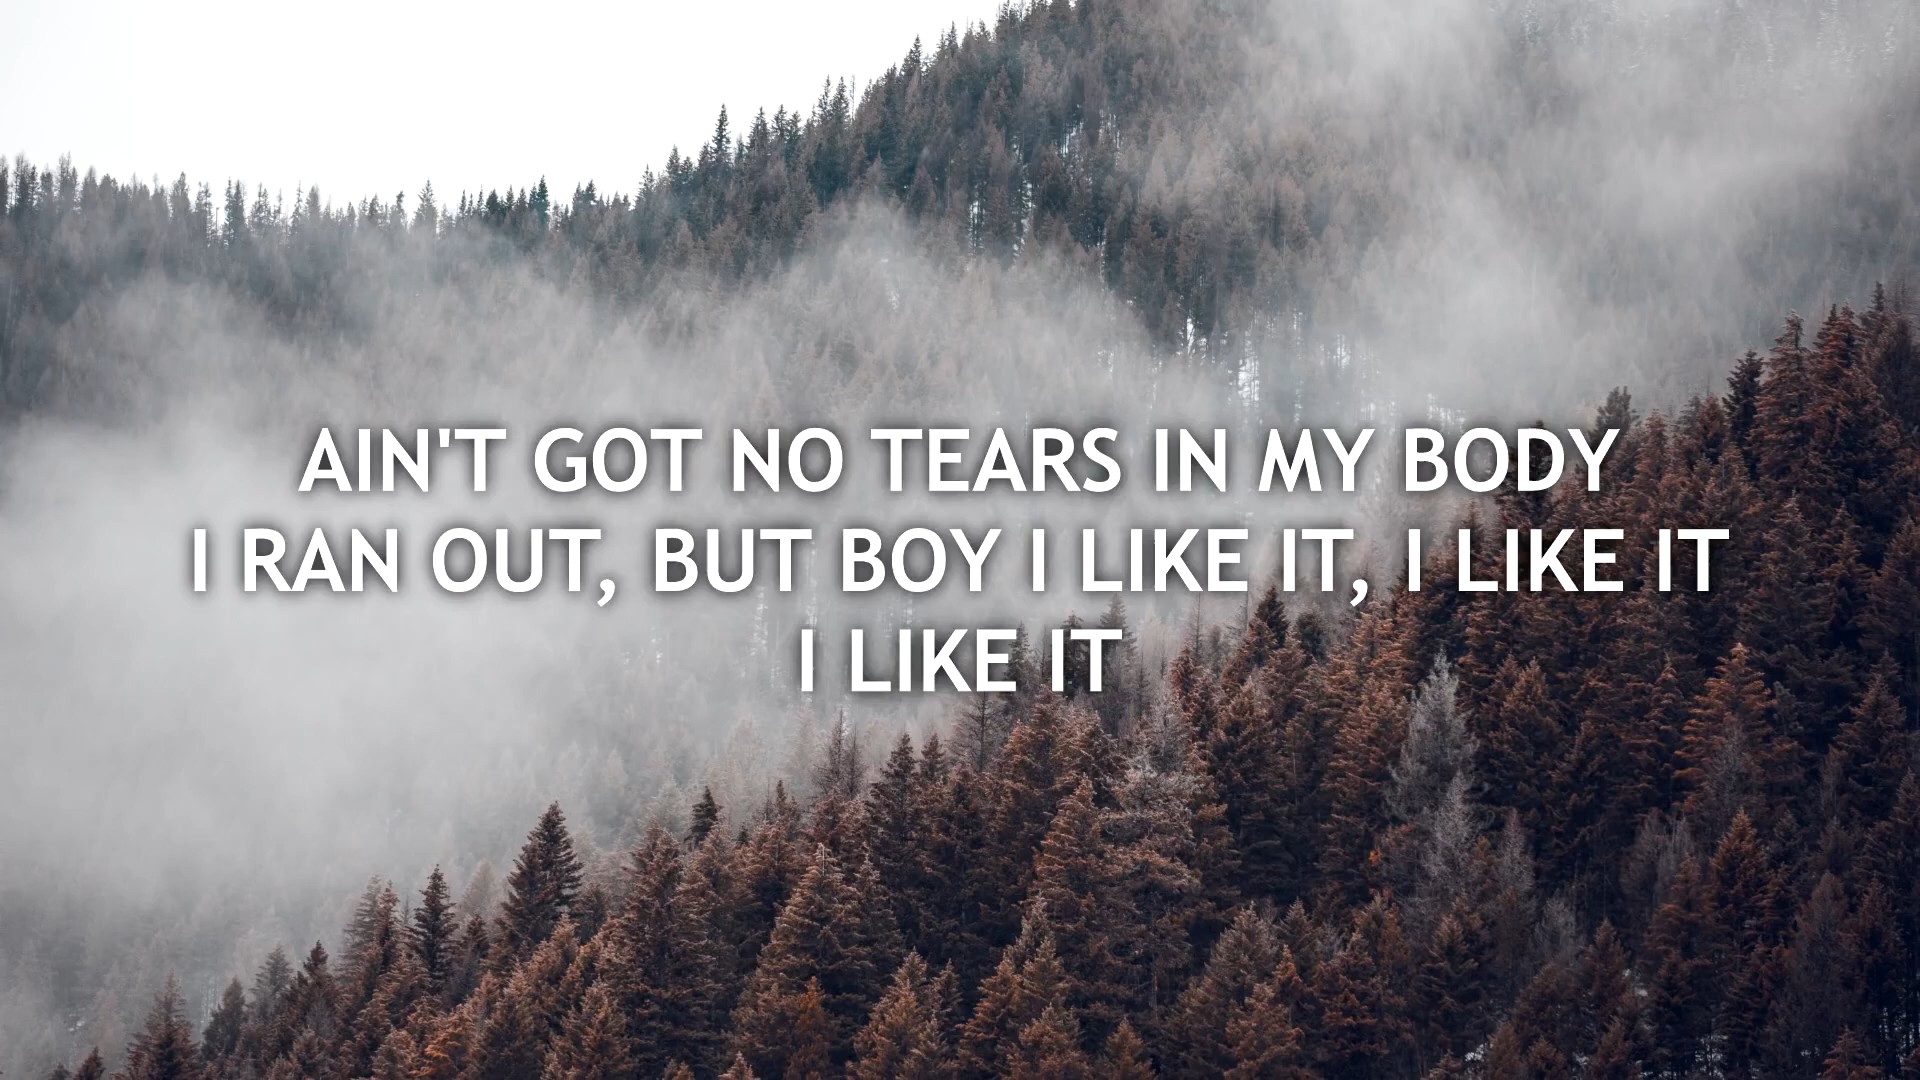 AIN'T GOT NO TEARS IN MY BODY
I RAN OUT, BUT BOY I LIKE IT, I LIKE IT
I LIKE IT